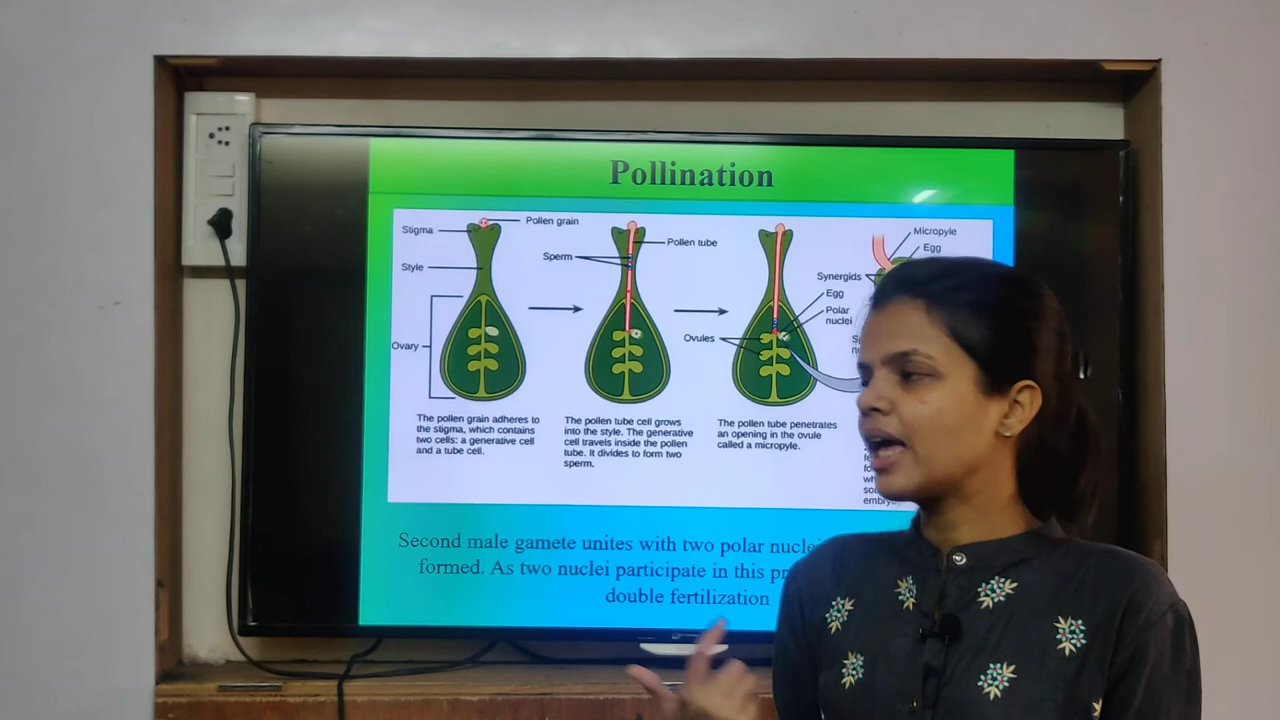 Pollination
Pollen grain
Stigma
Style
Ovary
Pollen tube
Sperm
Micropyle
Egg
Synergids
Egg
Polar
nuclei
Ovules
The pollen grain adheres to
the stigma, which contains
two cells: a generative cell
and a tube cell.
The pollen tube cell grows
into the style. The generative
cell travels inside the pollen
tube. It divides to form two
sperm.
The pollen tube penetrates
an opening in the ovule
called a micropyle.
Second male gamete unites with two polar nuclei
formed. As two nuclei participate in this
double fertilization